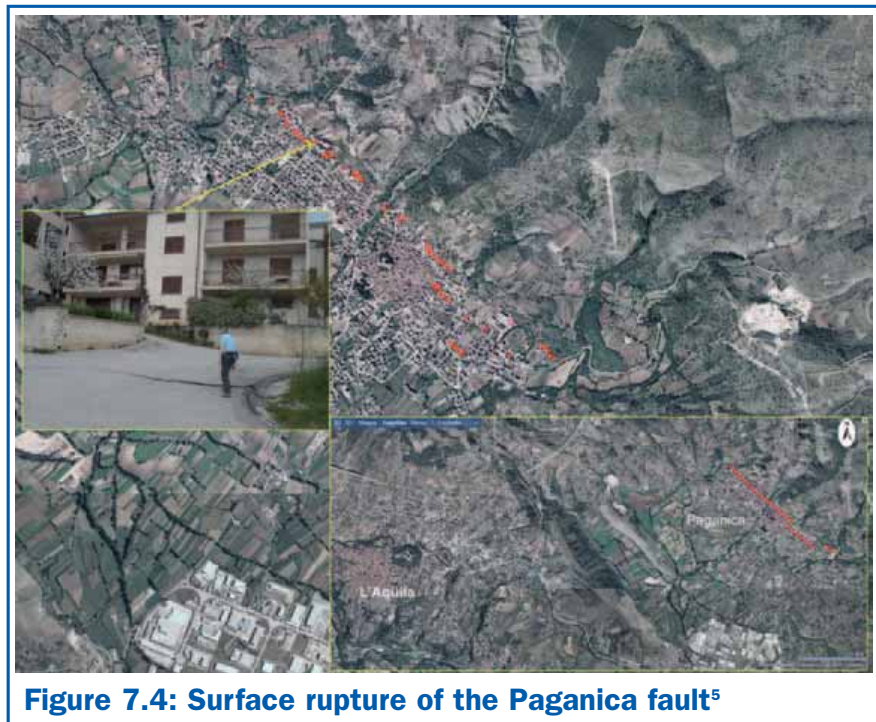 Paganica
L'Aquila
Figure 7.4: Surface rupture of the Paganica fault⁵